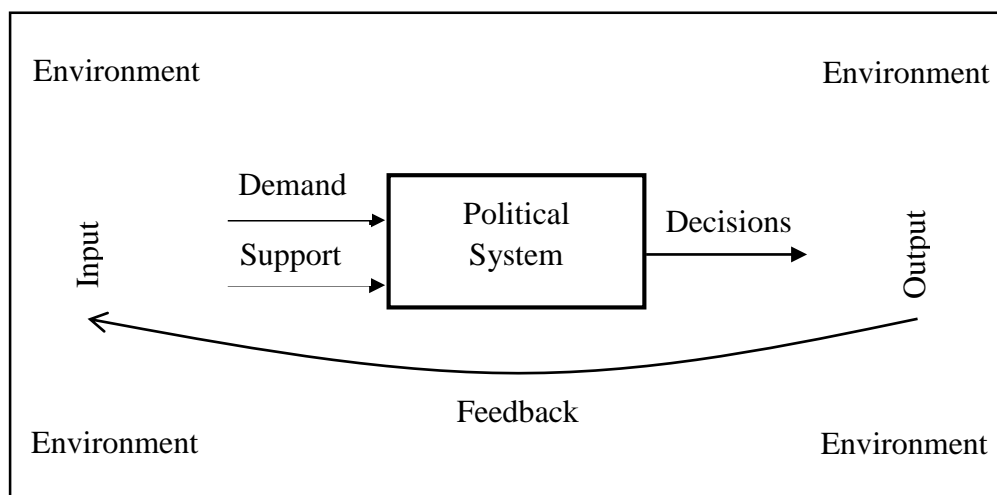 Environment
Environment
Demand
Support
Input
Political
System
Decisions
Output
Feedback
Environment
Environment